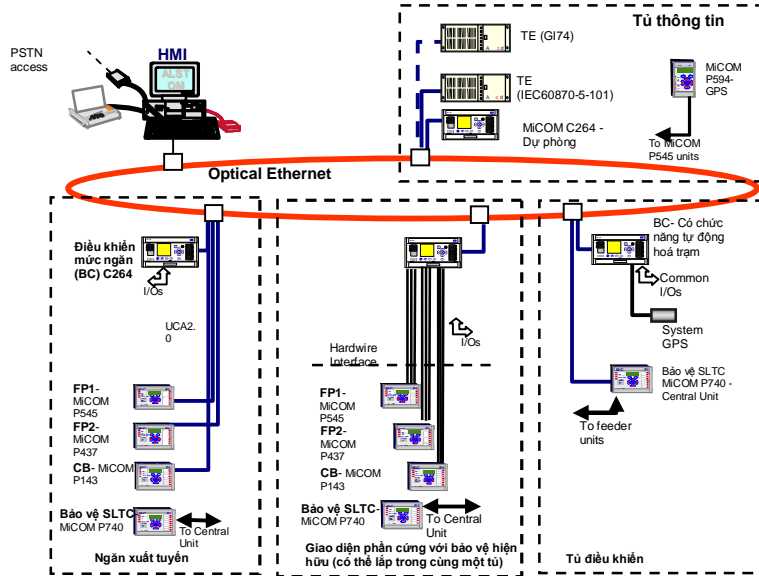 PSTN
access
HMI
ALST
OM
Tủ thông tin
TE (GI74)
TE
(IEC60870-5-101)
MiCOM C264 -
Dự phòng
MiCOM
P594-
GPS
To MiCOM
P545 units
Optical Ethernet
Điều khiển
mức ngăn
(BC) C264
I/Os
UCA2.
0
FP1-
MiCOM
P545
FP2-
MiCOM
P437
CB- MiCOM
P143
Bảo vệ SLTC-
MiCOM P740
To Central
Unit
Ngăn xuất tuyến
I/Os
Hardwire
Interface
FP1-
MiCOM
P545
FP2-
MiCOM
P437
CB- MiCOM
P143
Bảo vệ SLTC-
MiCOM P740
To Central
Unit
Giao diện phần cứng với bảo vệ hiện
hữu (có thể lắp trong cùng một tủ)
BC- Có chức
năng tự động
hoá trạm
Common
I/Os
System
GPS
Bảo vệ SLTC
MiCOM P740 -
Central Unit
To feeder
units
Tủ điều khiển